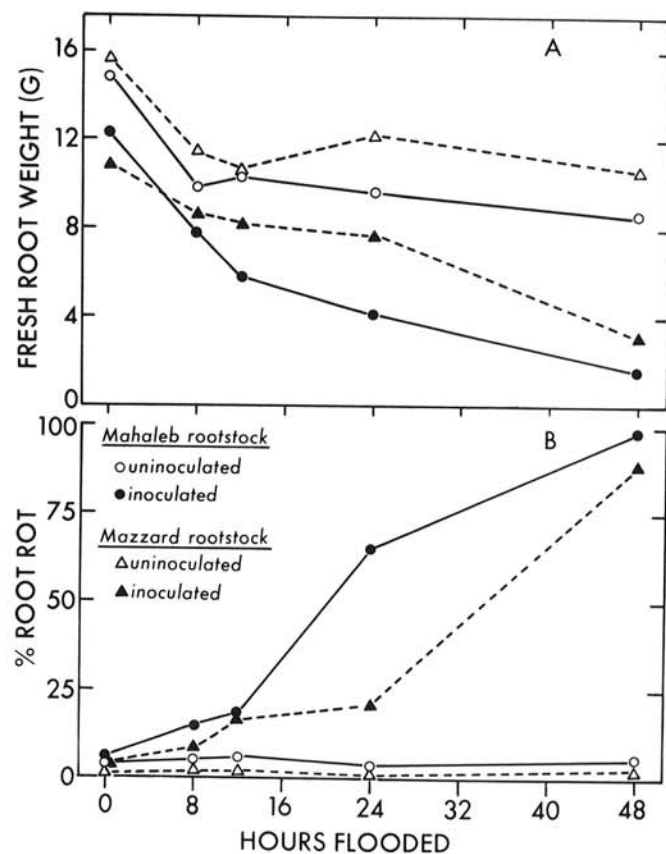 A
FRESH ROOT WEIGHT (G)
16
12
8
4
0
B
% ROOT ROT
100
75
50
25
0
Mahaleb rootstock
uninoculated
inoculated
Mazzard rootstock
uninoculated
inoculated
0 8 16 24 32 40 48
HOURS FLOODED